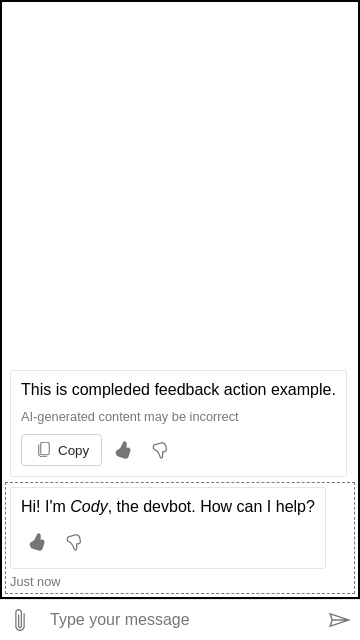 This is compleded feedback action example.
AI-generated content may be incorrect
Copy
Hi! I'm Cody, the devbot. How can I help?
Just now
Type your message